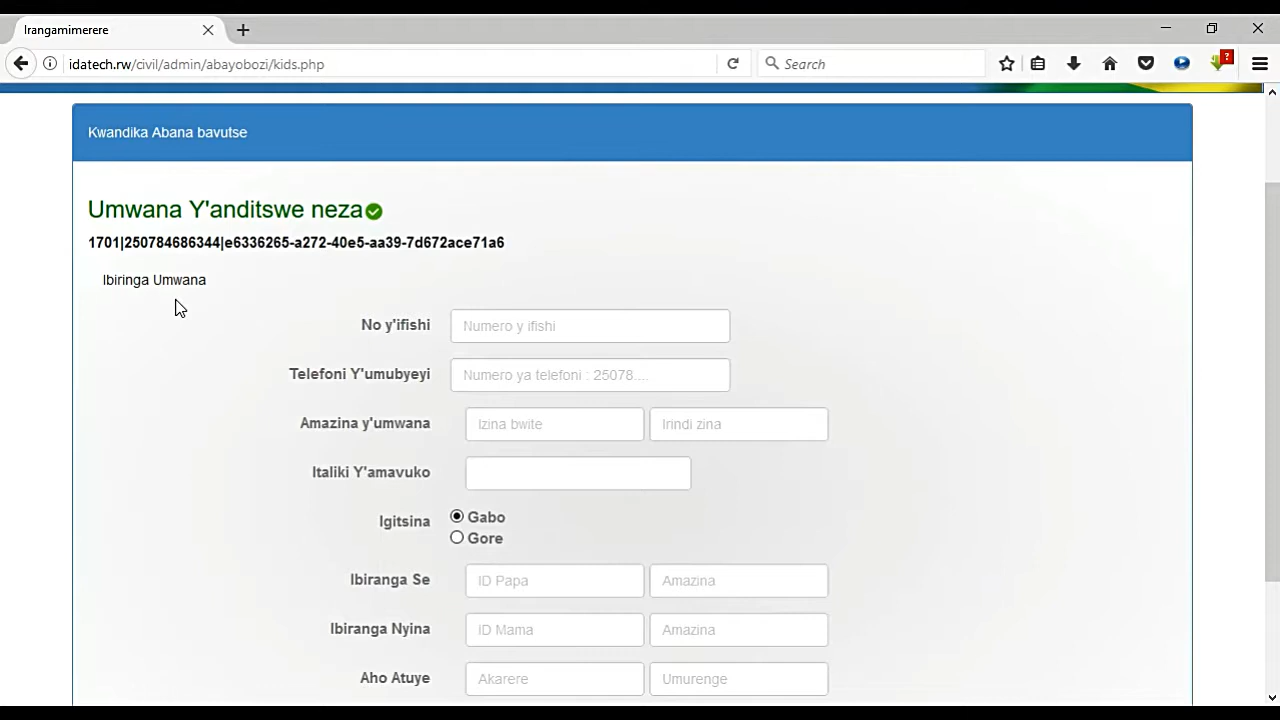 Irangamimerere
idatech.rw/civil/admin/abayobozi/kids.php
Search
?
Kwandika Abana bavutse
Umwana Y'anditswe neza
1701|250784686344|e6336265-a272-40e5-aa39-7d672ace71a6
Ibiringa Umwana
No y'ifishi Numero y ifishi
Telefoni Y'umubyeyi Numero ya telefoni : 25078....
Amazina y'umwana Izina bwite Irindi zina
Italiki Y'amavuko
Igitsina Gabo
Gore
Ibiranga Se ID Papa Amazina
Ibiranga Nyina ID Mama Amazina
Aho Atuye Akarere Umurenge